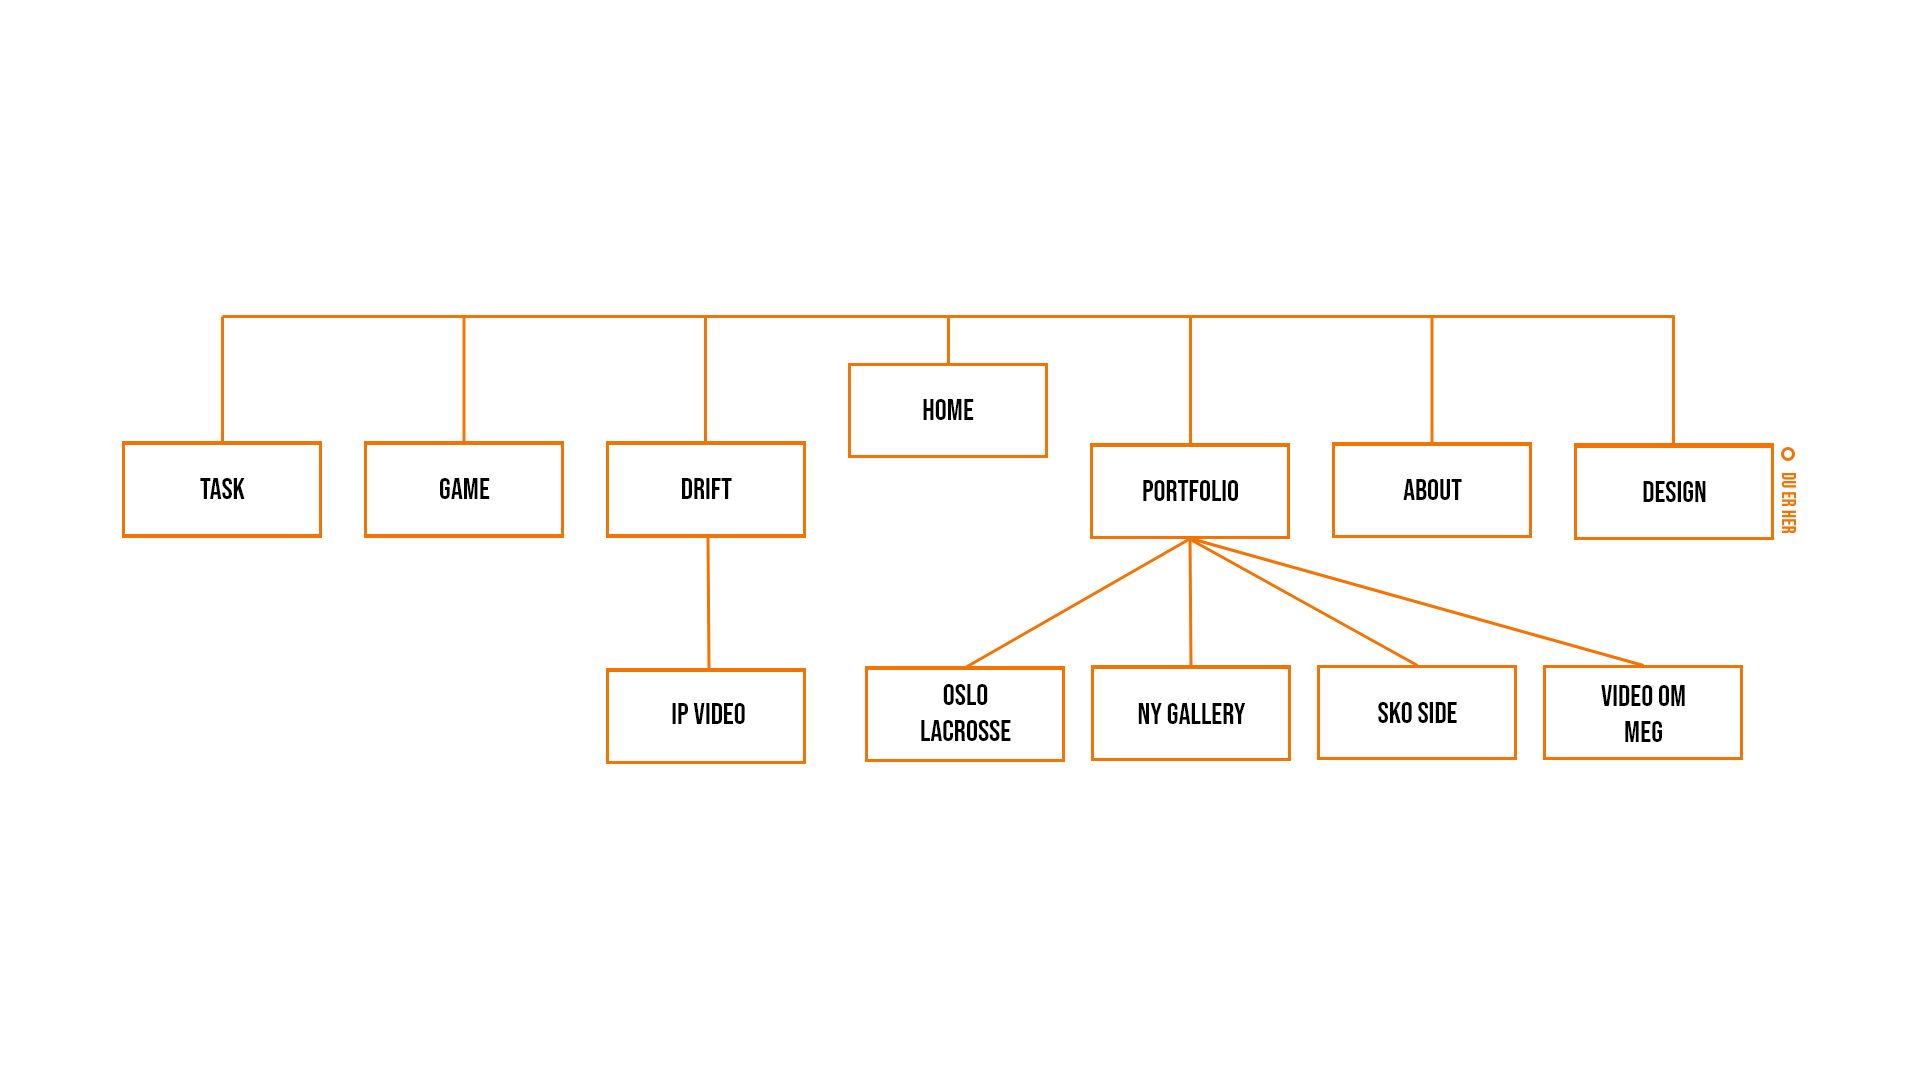 HOME
TASK
GAME
DRIFT
PORTFOLIO
ABOUT
DESIGN
DU ER HER
IP VIDEO
OSLO
LACROSSE
NY GALLERY
SKO SIDE
VIDEO OM
MEG